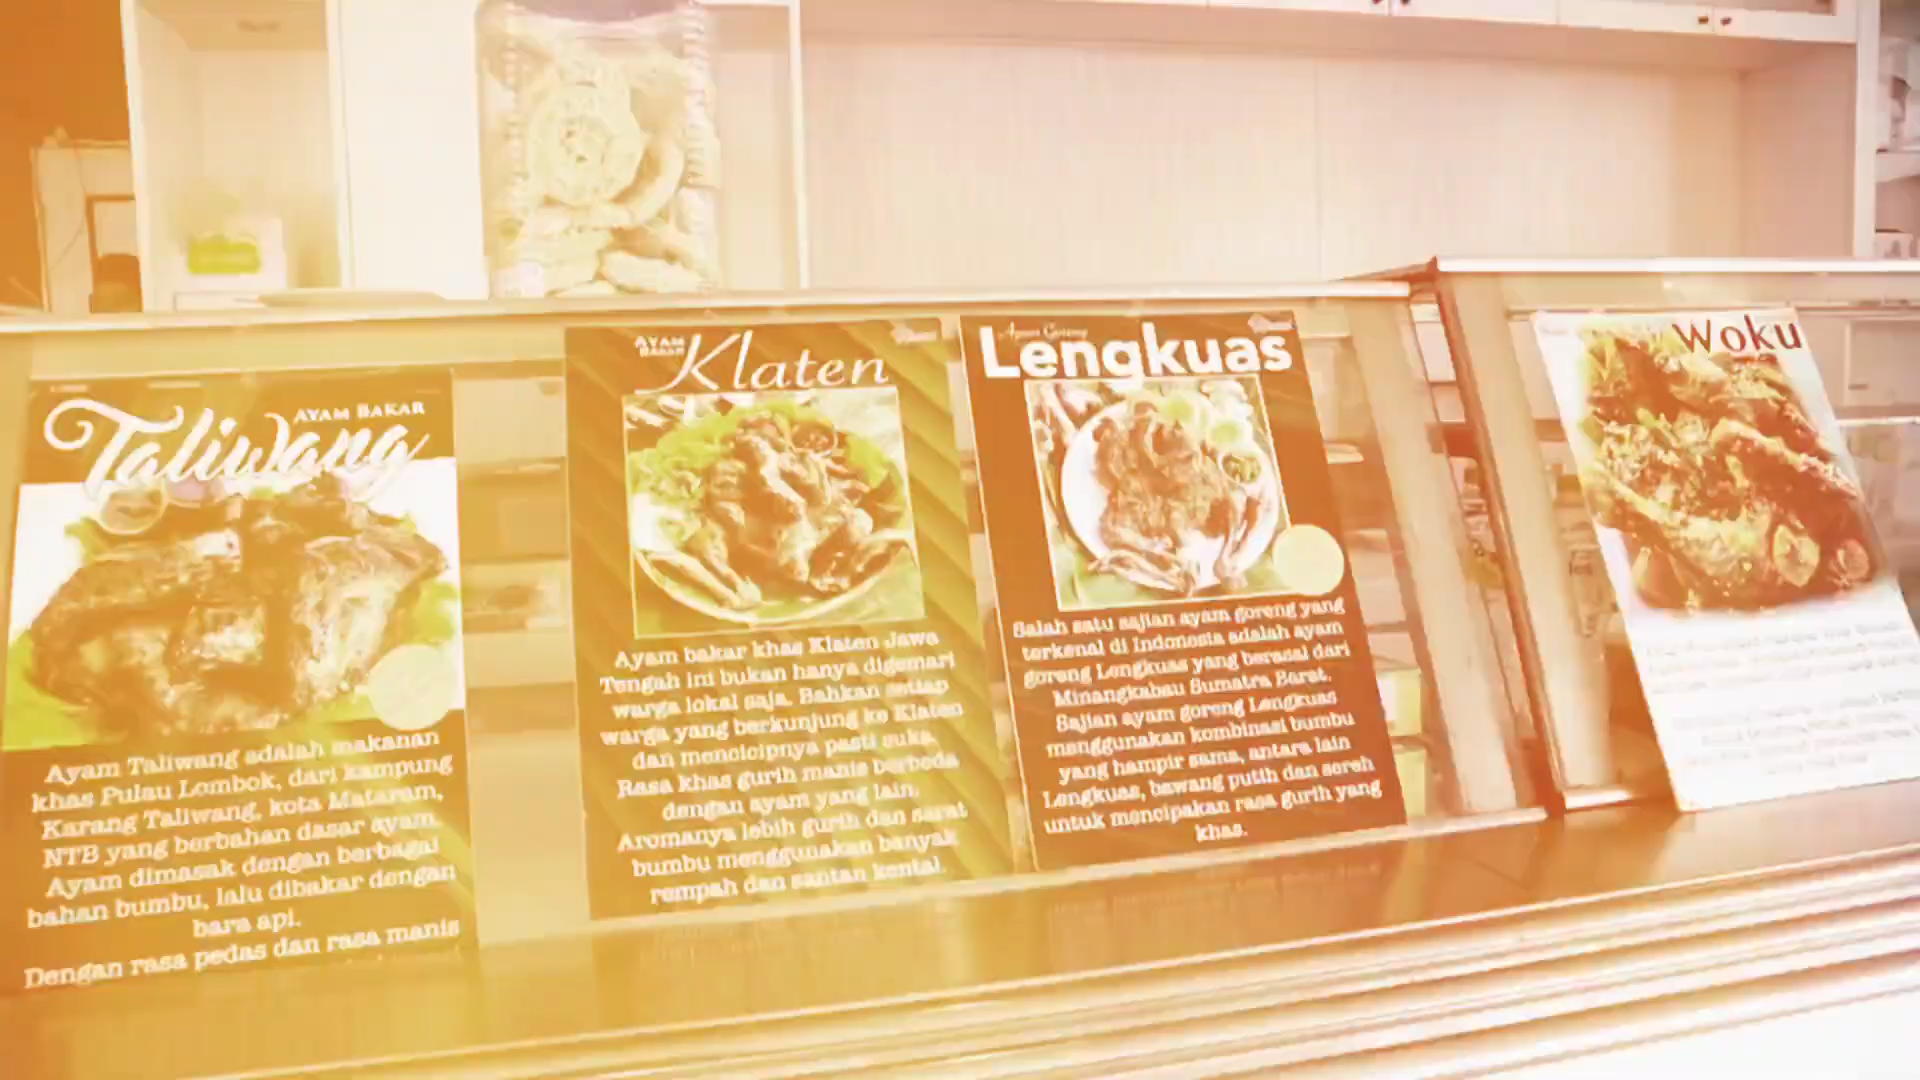 AYAM BAKAR
Taliwang
Ayam Taliwang adalah makanan
khas Pulau Lombok, dari kampung
Karang Taliwang, kota Mataram,
NTB yang berbahan dasar ayam.
Ayam dimasak dengan berbagai
bahan bumbu, lalu dibakar dengan
bara api.
Dengan rasa pedas dan rasa manis
AYAM
BAKAR
Klaten
Ayam bakar khas Klaten Jawa
Tengah ini bukan hanya digemari
warga lokal saja. Bahkan setiap
warga yang berkunjung ke Klaten
dan mencicipnya pasti suka.
Rasa khas gurih manis berbeda
dengan ayam yang lain.
Aromanya lebih gurih dan sarat
bumbu menggunakan banyak
rempah dan santan kental.
Ayam Goreng
Lengkuas
Salah satu sajian ayam goreng yang
terkenal di Indonesia adalah ayam
goreng Lengkuas yang berasal dari
Minangkabau Sumatra Barat.
Sajian ayam goreng Lengkuas
menggunakan kombinasi bumbu
yang hampir sama, antara lain
Lengkuas, bawang putih dan sereh
untuk mencipakan rasa gurih yang
khas.
Woku